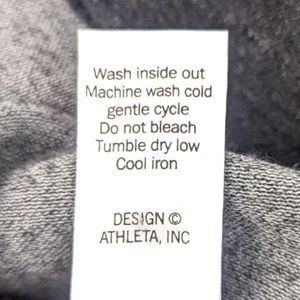 Wash inside out
Machine wash cold
gentle cycle
Do not bleach
Tumble dry low
Cool iron
DESIGN ©
ATHLETA, INC